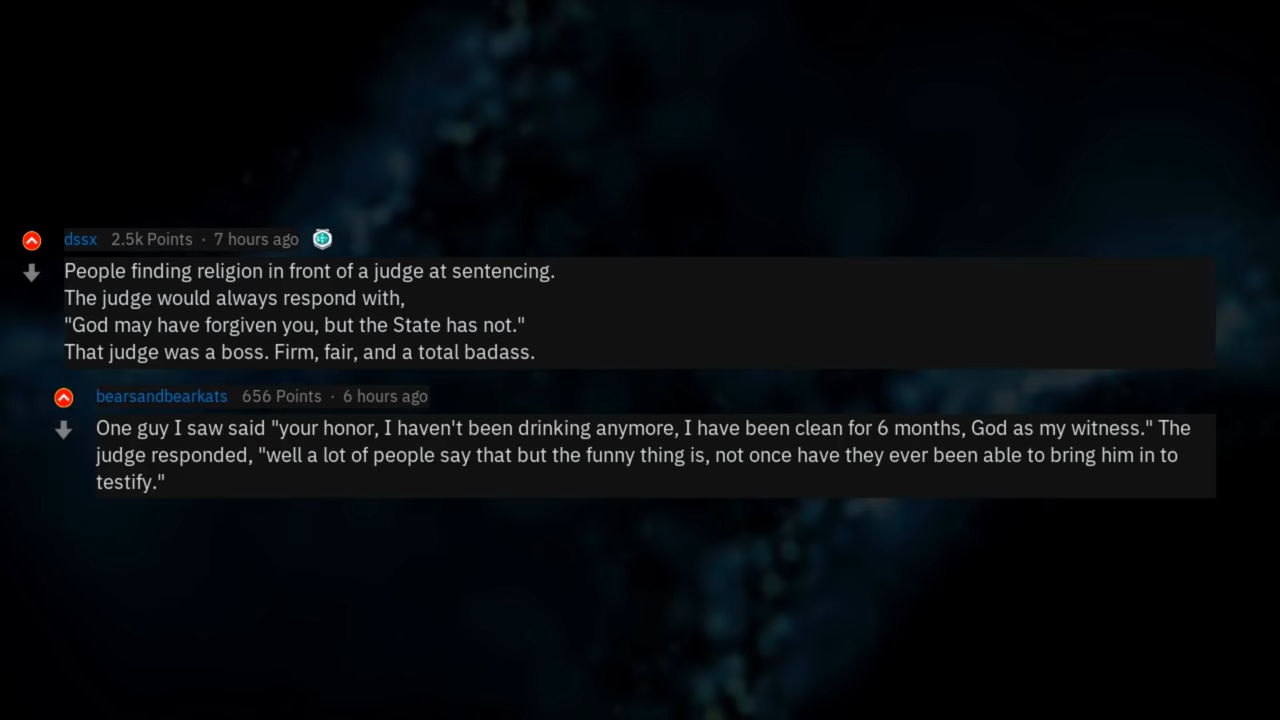 dssx 2.5k Points · 7 hours ago
People finding religion in front of a judge at sentencing.
The judge would always respond with,
"God may have forgiven you, but the State has not."
That judge was a boss. Firm, fair, and a total badass.
bearsandbearkats 656 Points · 6 hours ago
One guy I saw said "your honor, I haven't been drinking anymore, I have been clean for 6 months, God as my witness." The
judge responded, "well a lot of people say that but the funny thing is, not once have they ever been able to bring him in to
testify."